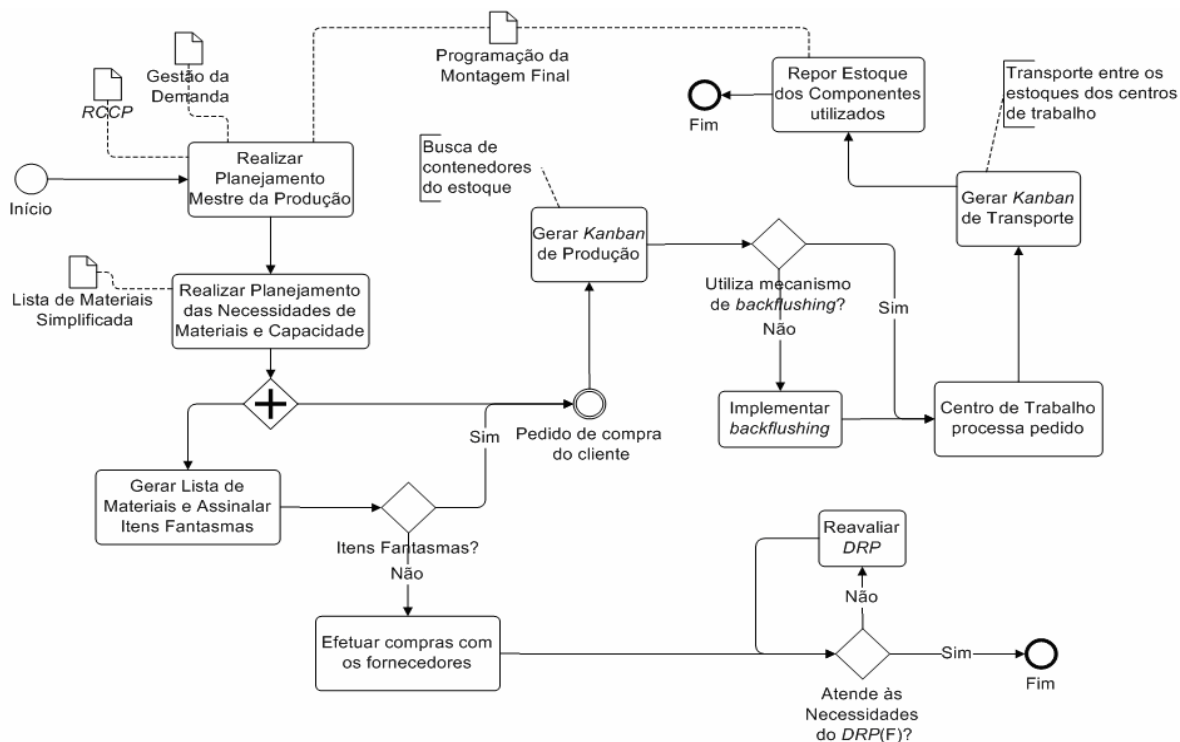 Gestão da
Demanda
RCCP
Programação da
Montagem Final
Início
Realizar
Planejamento
Mestre da Produção
Busca de
contenedores
do estoque
Fim
Repor Estoque
dos Componentes
utilizados
Transporte entre os
estoques dos centros
de trabalho
Gerar Kanban
de Transporte
Gerar Kanban
de Produção
Lista de Materiais
Simplificada
Realizar Planejamento
das Necessidades de
Materiais e Capacidade
Utiliza mecanismo
de backflushing?
Não
Sim
Implementar
backflushing
Centro de Trabalho
processa pedido
Sim
Pedido de compra
do cliente
Gerar Lista de
Materiais e Assinalar
Itens Fantasmas
Itens Fantasmas?
Não
Efetuar compras com
os fornecedores
Reavaliar
DRP
Não
Sim
Fim
Atende às
Necessidades
do DRP(F)?